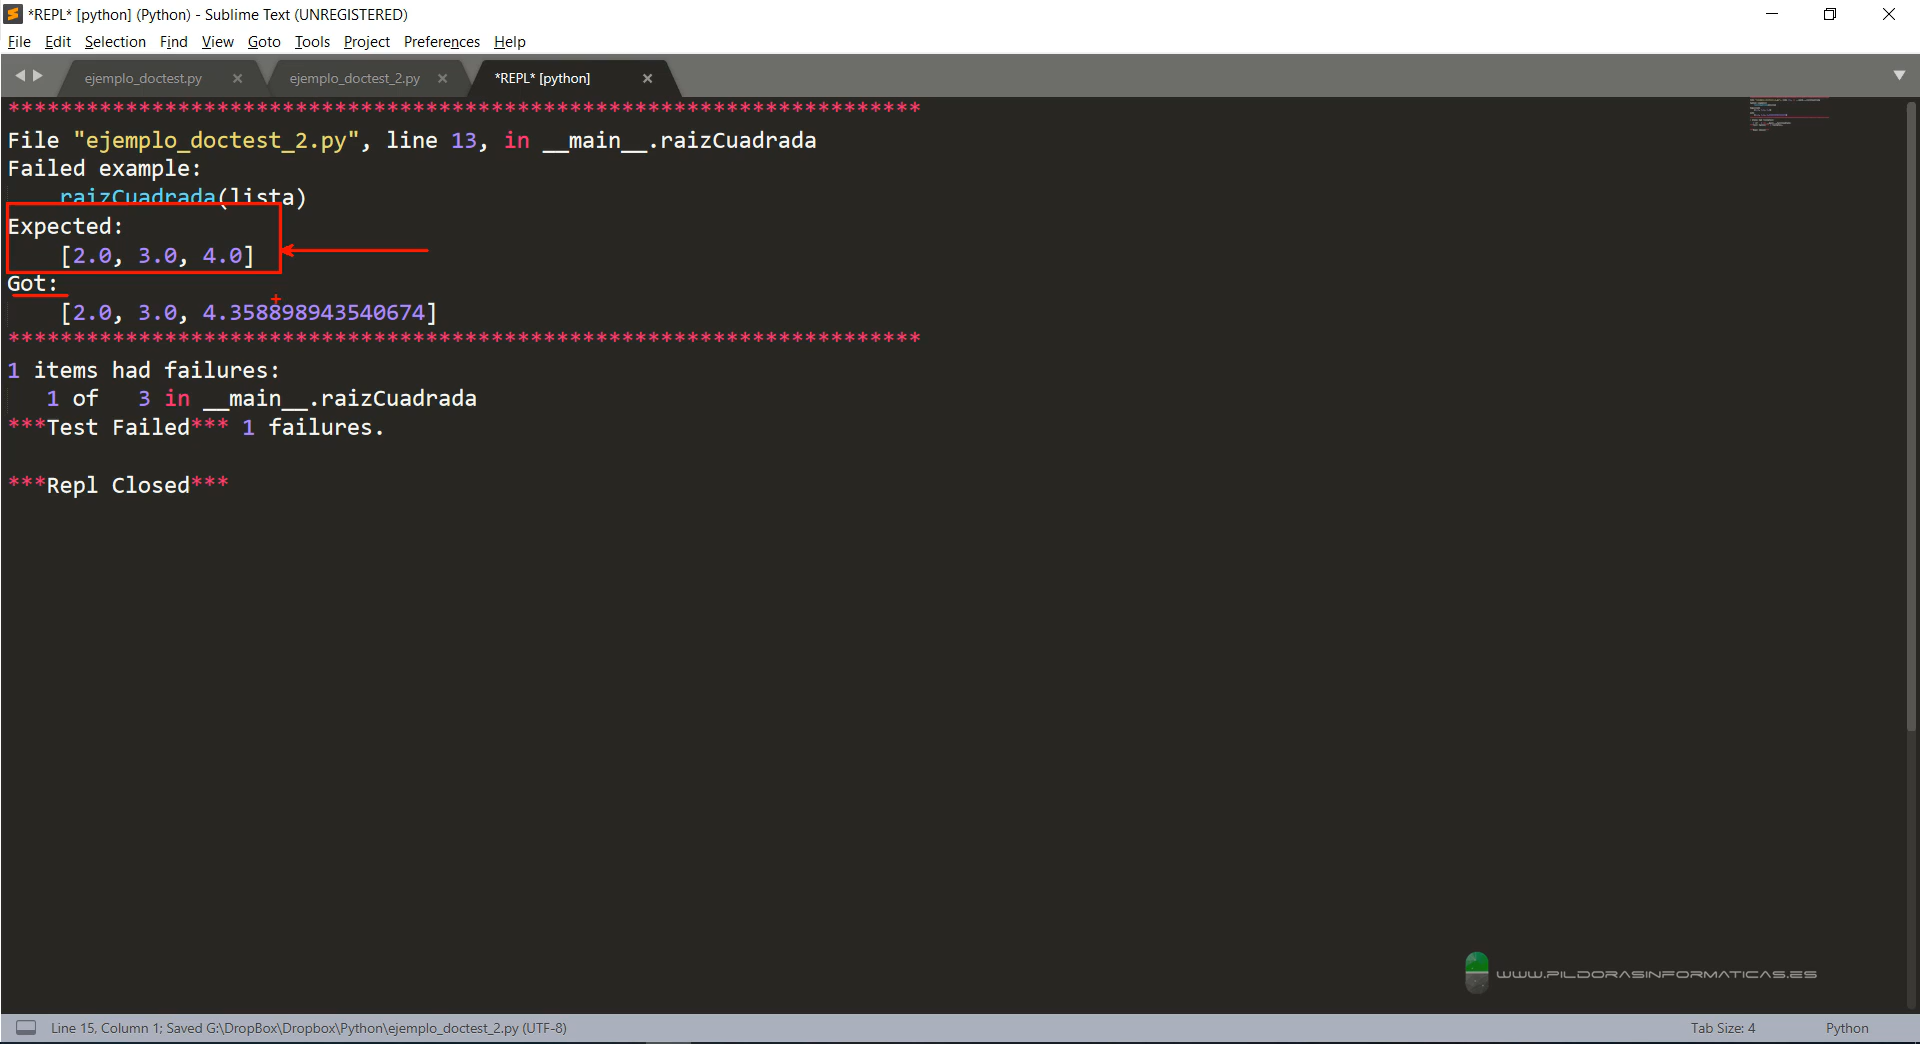 *REPL* [python] (Python) - Sublime Text (UNREGISTERED)
File Edit Selection Find View Goto Tools Project Preferences Help
ejemplo_doctest.py × ejemplo_doctest_2.py × *REPL* [python] ×
**********************************************************************
File "ejemplo_doctest_2.py", line 13, in __main__.raizCuadrada
Failed example:
    raizCuadrada(lista)
Expected:
    [2.0, 3.0, 4.0]
Got:
    [2.0, 3.0, 4.358898943540674]
**********************************************************************
1 items had failures:
   1 of   3 in __main__.raizCuadrada
***Test Failed*** 1 failures.
***Repl Closed***
WWW.PILDORASINFORMATICAS.ES
Line 15, Column 1; Saved G:\DropBox\Dropbox\Python\ejemplo_doctest_2.py (UTF-8) Tab Size: 4 Python